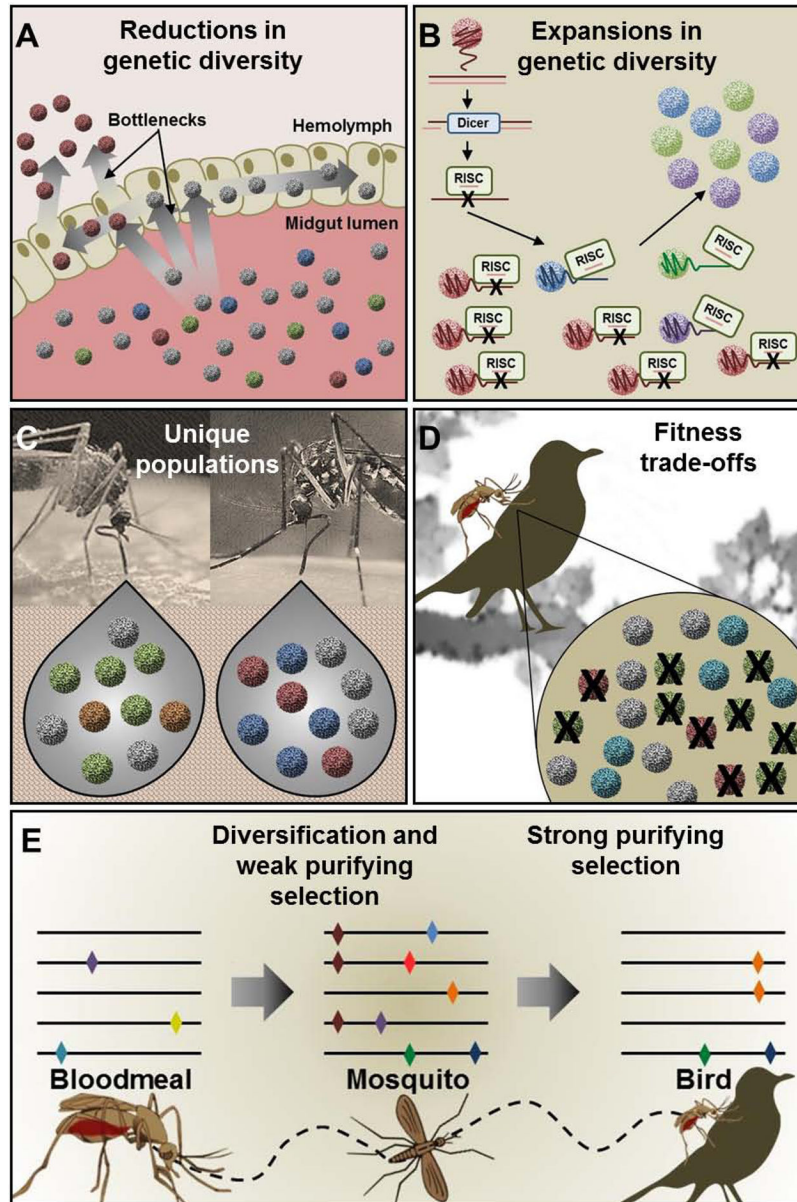 A
Reductions in
genetic diversity
Bottlenecks
Hemolymph
Midgut lumen
B
Expansions in
genetic diversity
Dicer
RISC
RISC
RISC
RISC
RISC
RISC
RISC
RISC
RISC
RISC
RISC
C
Unique
populations
D
Fitness
trade-offs
X
X
X
X
X
X
X
X
X
X
E
Diversification and
weak purifying
selection
Strong purifying
selection
Bloodmeal
Mosquito
Bird